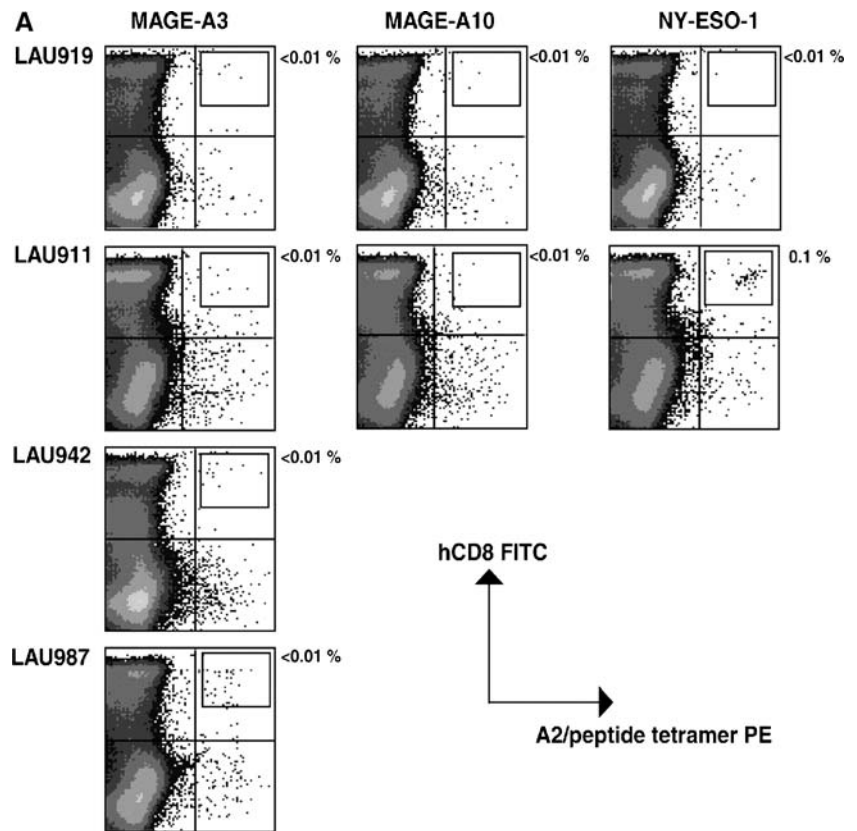 A
MAGE-A3 MAGE-A10 NY-ESO-1
LAU919 <0.01 % <0.01 % <0.01 %
LAU911 <0.01 % <0.01 % 0.1 %
LAU942 <0.01 %
hCD8 FITC
LAU987 <0.01 %
A2/peptide tetramer PE